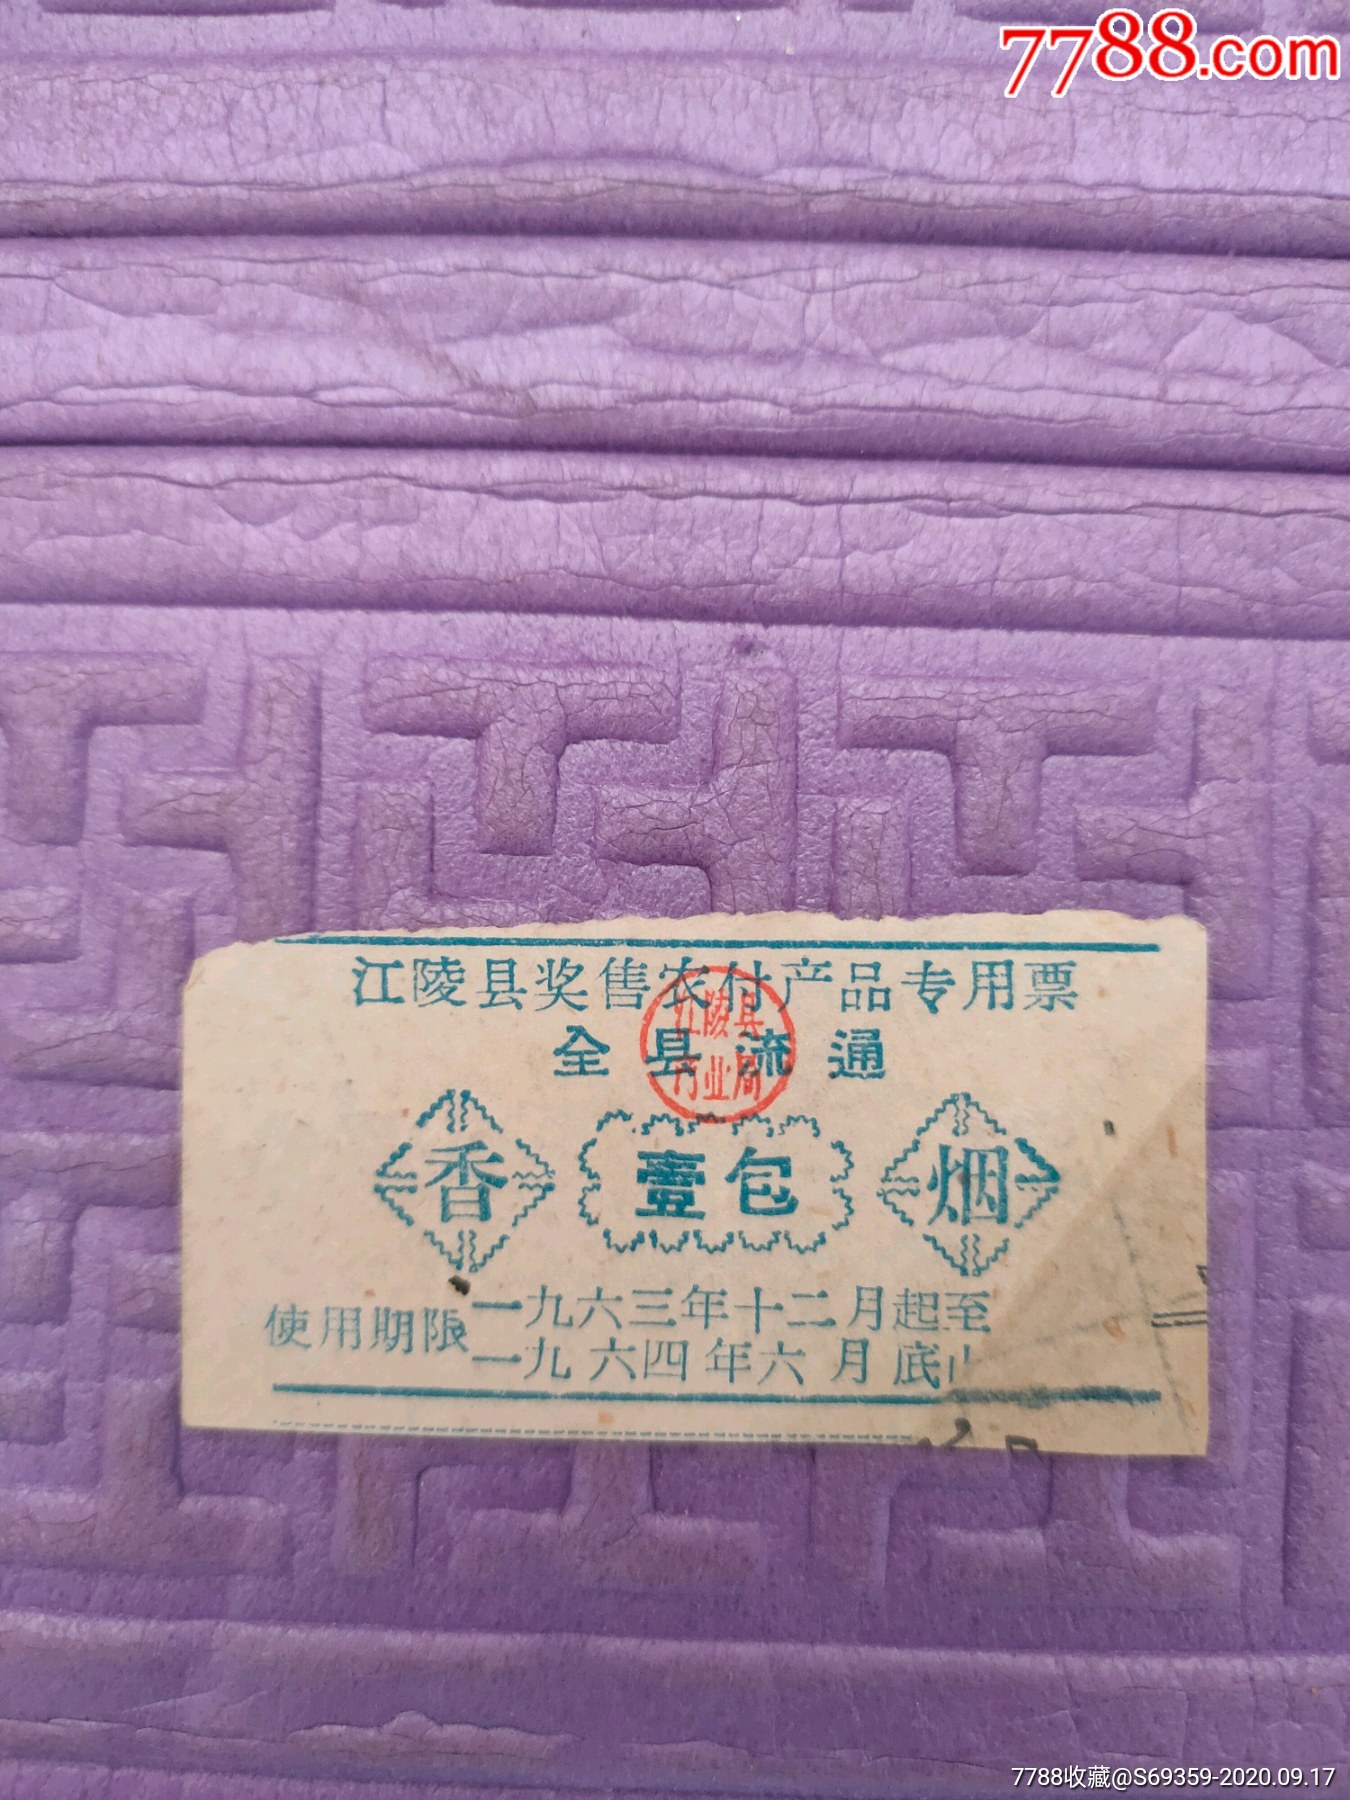 7788.com
江陵县奖售农付产品专用票
全县流通
江陵县
业局
香 壹包 烟
使用期限
一九六三年十二月起至
一九六四年六月底止
7788收藏@S69359-2020.09.17